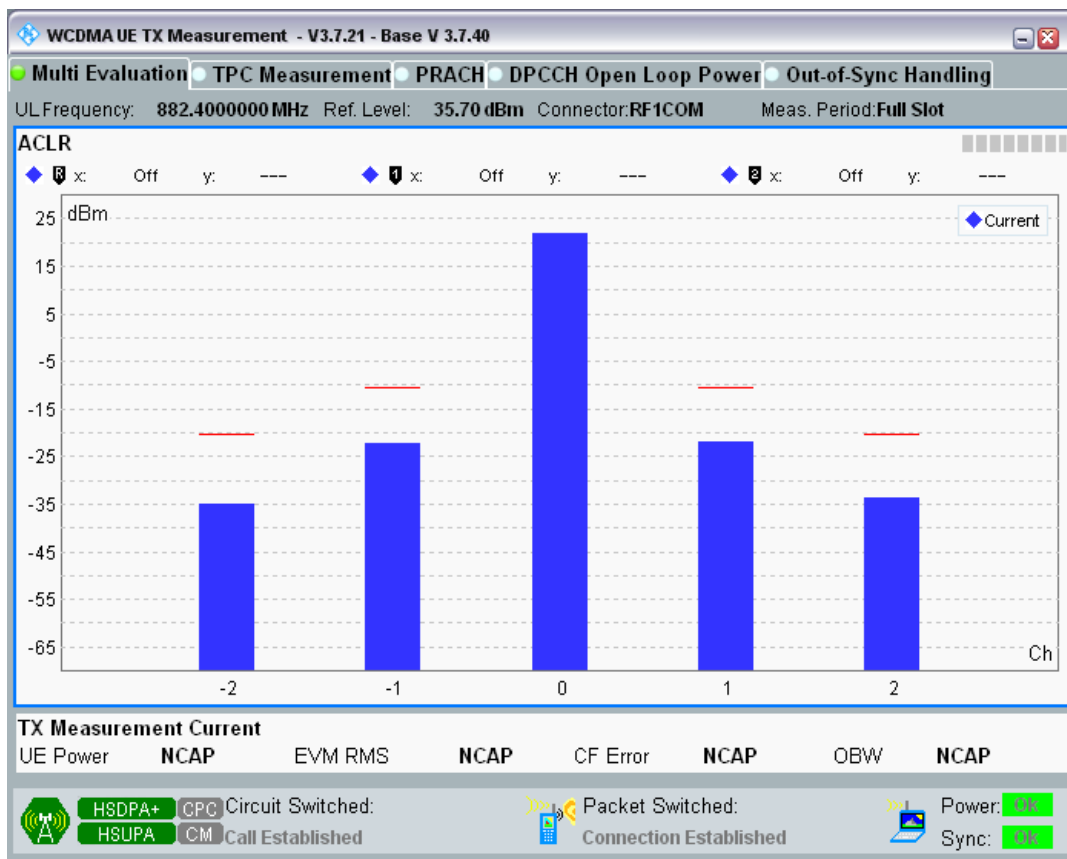 WCDMA UE TX Measurement - V3.7.21 - Base V 3.7.40
Multi Evaluation TPC Measurement PRACH DPCCH Open Loop Power Out-of-Sync Handling
UL Frequency: 882.4000000 MHz Ref. Level: 35.70 dBm Connector:RF1COM Meas. Period:Full Slot
ACLR
R x: Off y: --- 1 x: Off y: --- 2 x: Off y: ---
dBm
Current
25
15
5
-5
-15
-25
-35
-45
-55
-65
Ch
-2 -1 0 1 2
TX Measurement Current
UE Power NCAP EVM RMS NCAP CF Error NCAP OBW NCAP
HSDPA+ CPC Circuit Switched: Packet Switched: Power: OK
HSUPA CM Call Established Connection Established Sync: OK